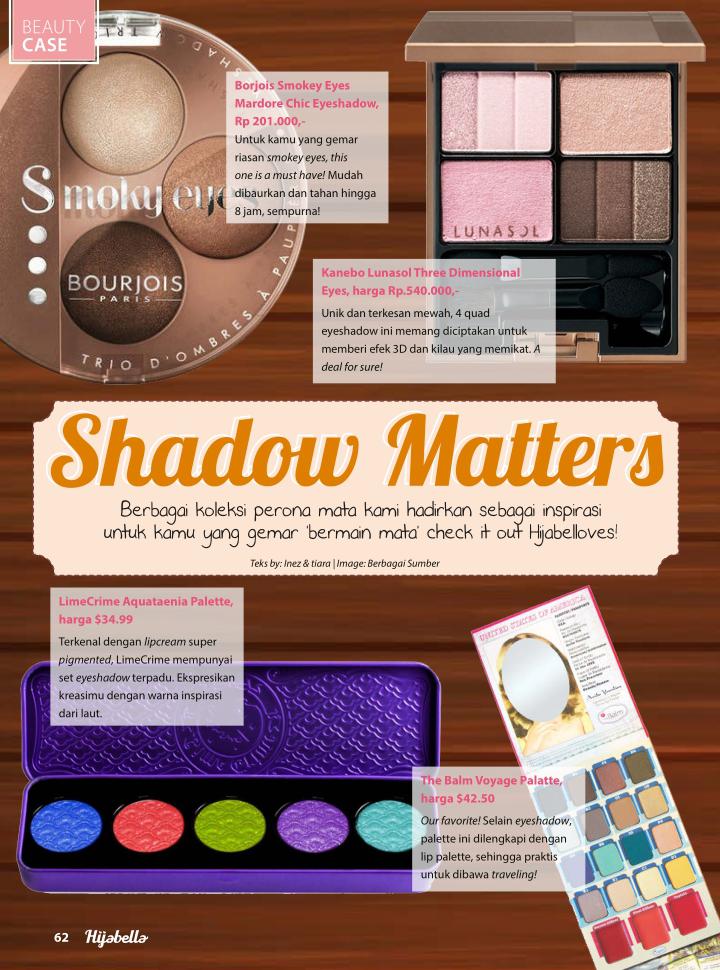 BEAUTY
CASE
Smoky eyes
BOURJOIS
PARIS
TRIO D'OMBRES À PAUP
Borjois Smokey Eyes
Mardore Chic Eyeshadow,
Rp 201.000,-
Untuk kamu yang gemar
riasan smokey eyes, this
one is a must have! Mudah
dibaurkan dan tahan hingga
8 jam, sempurna!
LUNASOL
Kanebo Lunasol Three Dimensional
Eyes, harga Rp.540.000,-
Unik dan terkesan mewah, 4 quad
eyeshadow ini memang diciptakan untuk
memberi efek 3D dan kilau yang memikat. A
deal for sure!
Shadow Matters
Berbagai koleksi perona mata kami hadirkan sebagai inspirasi
untuk kamu yang gemar 'bermain mata' check it out Hijabelloves!
Teks by: Inez & tiara | Image: Berbagai Sumber
LimeCrime Aquataenia Palette,
harga $34.99
Terkenal dengan lipcream super
pigmented, LimeCrime mempunyai
set eyeshadow terpadu. Ekspresikan
kreasimu dengan warna inspirasi
dari laut.
UNITED STATES OF AMERICA
theBalm
The Balm Voyage Palatte,
harga $42.50
Our favorite! Selain eyeshadow,
palette ini dilengkapi dengan
lip palette, sehingga praktis
untuk dibawa traveling!
62 Hijabella